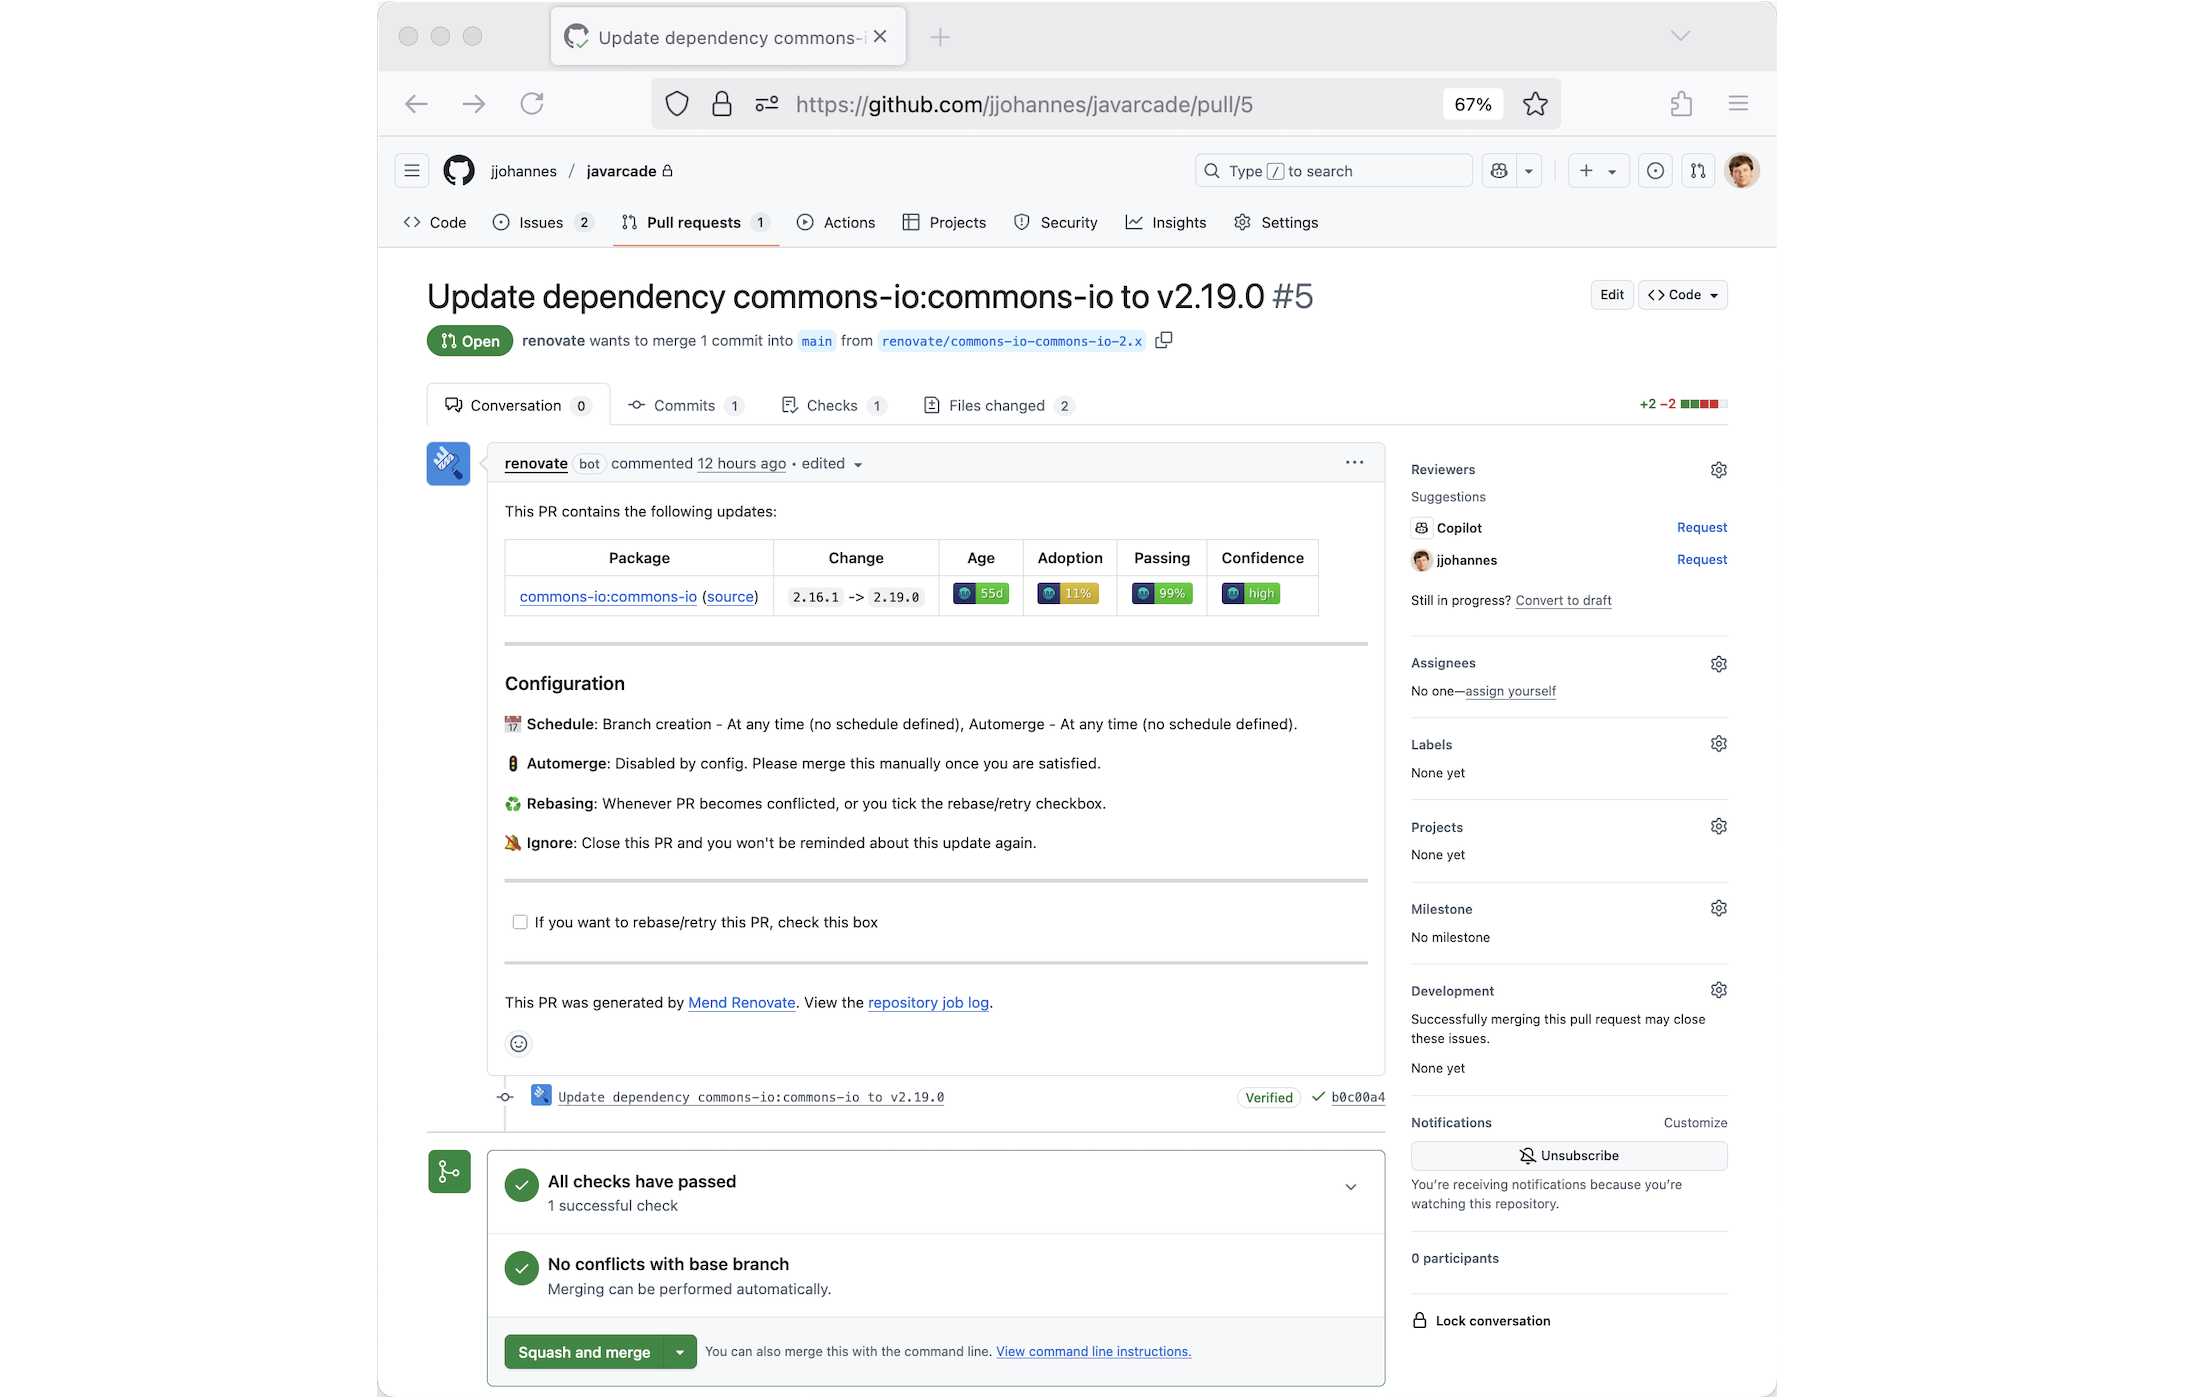 Update dependency commons-
https://github.com/jjohannes/javarcade/pull/5
67%
jjohannes / javarcade
Type / to search
Code
Issues 2
Pull requests 1
Actions
Projects
Security
Insights
Settings
Update dependency commons-io:commons-io to v2.19.0 #5
Edit
<> Code
Open
renovate wants to merge 1 commit into main from renovate/commons-io-commons-io-2.x
Conversation 0
Commits 1
Checks 1
Files changed 2
+2 −2
renovate bot commented 12 hours ago • edited
This PR contains the following updates:
Package Change Age Adoption Passing Confidence
commons-io:commons-io (source) 2.16.1 -> 2.19.0 55d 11% 99% high
Configuration
17 Schedule: Branch creation - At any time (no schedule defined), Automerge - At any time (no schedule defined).
Automerge: Disabled by config. Please merge this manually once you are satisfied.
Rebasing: Whenever PR becomes conflicted, or you tick the rebase/retry checkbox.
Ignore: Close this PR and you won't be reminded about this update again.
If you want to rebase/retry this PR, check this box
This PR was generated by Mend Renovate. View the repository job log.
Update dependency commons-io:commons-io to v2.19.0
Verified
b0c00a4
All checks have passed
1 successful check
No conflicts with base branch
Merging can be performed automatically.
Squash and merge
You can also merge this with the command line. View command line instructions.
Reviewers
Suggestions
Copilot Request
jjohannes Request
Still in progress? Convert to draft
Assignees
No one—assign yourself
Labels
None yet
Projects
None yet
Milestone
No milestone
Development
Successfully merging this pull request may close
these issues.
None yet
Notifications Customize
Unsubscribe
You're receiving notifications because you're
watching this repository.
0 participants
Lock conversation